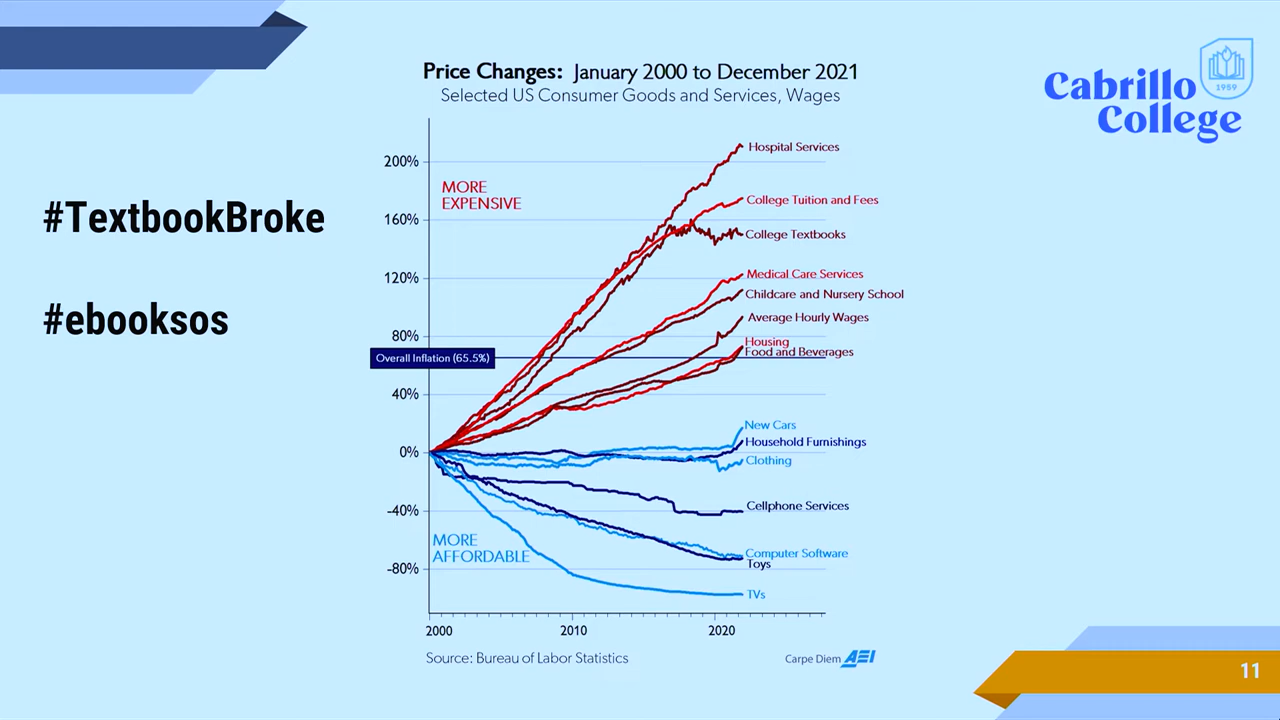 Price Changes: January 2000 to December 2021
Selected US Consumer Goods and Services, Wages
Cabrillo
College
1959
#TextbookBroke
#ebooksos
200%
160%
120%
80%
40%
0%
-40%
-80%
MORE
EXPENSIVE
Overall Inflation (65.5%)
MORE
AFFORDABLE
Hospital Services
College Tuition and Fees
College Textbooks
Medical Care Services
Childcare and Nursery School
Average Hourly Wages
Housing
Food and Beverages
New Cars
Household Furnishings
Clothing
Cellphone Services
Computer Software
Toys
TVs
2000
2010
2020
Source: Bureau of Labor Statistics
Carpe Diem AEI
11